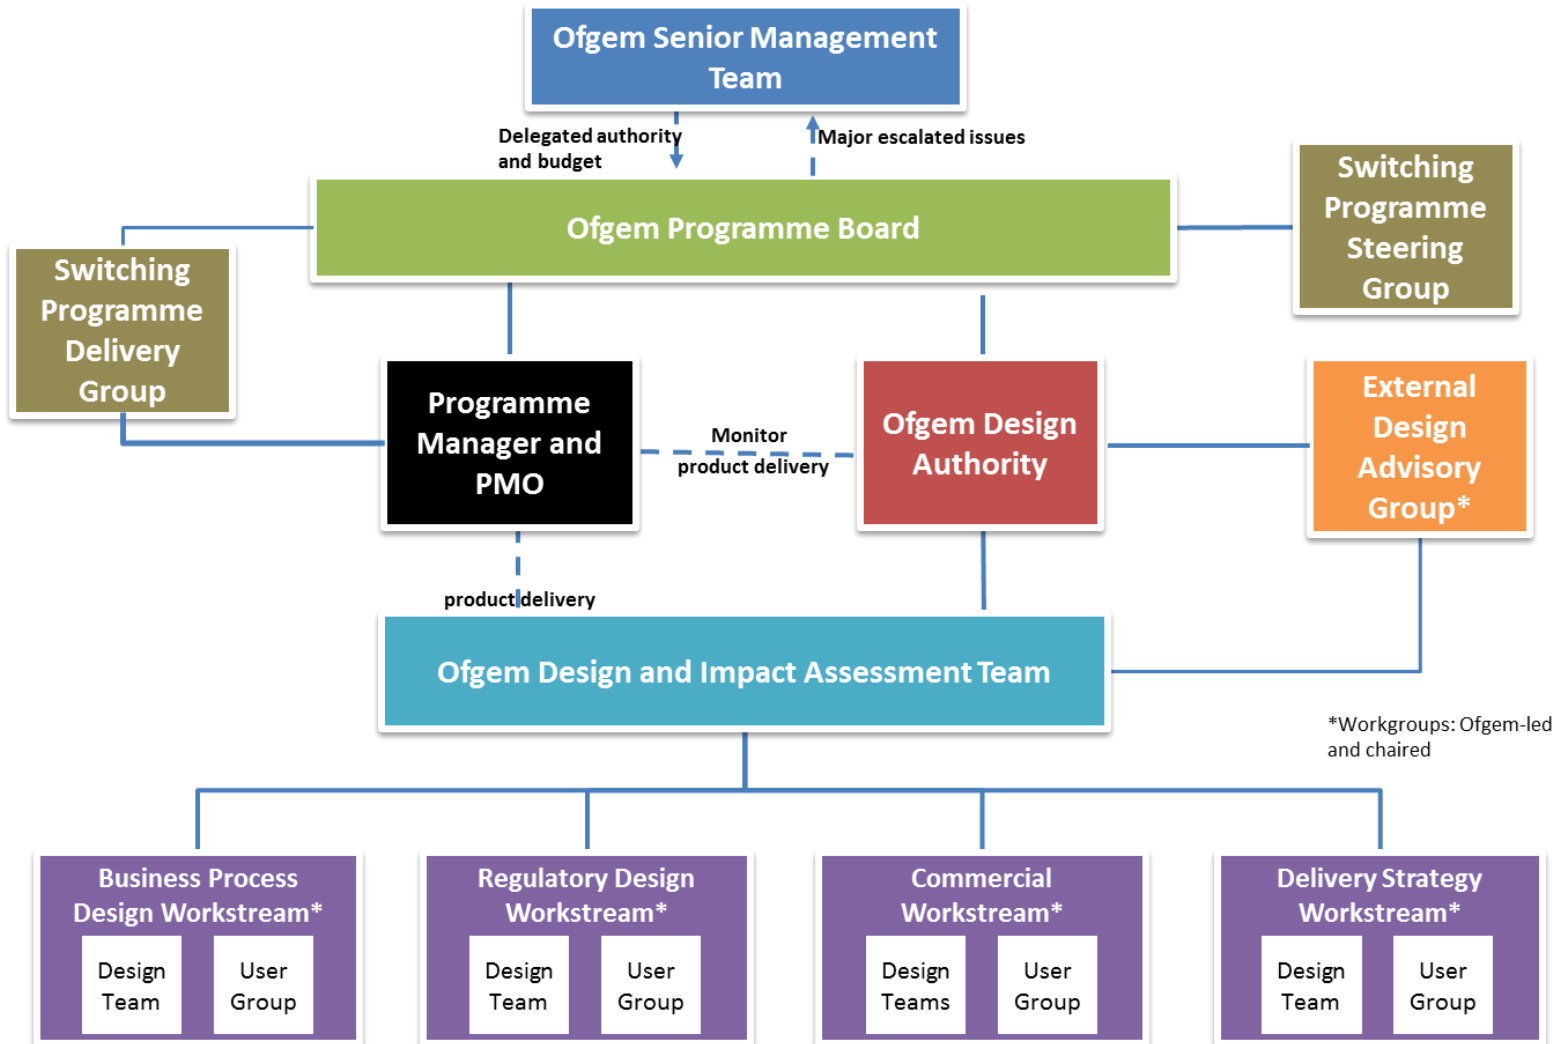 Ofgem Senior Management
Team
Delegated authority
and budget
Major escalated issues
Ofgem Programme Board
Switching
Programme
Steering
Group
Switching
Programme
Delivery
Group
Programme
Manager and
PMO
Monitor
product delivery
Ofgem Design
Authority
External
Design
Advisory
Group*
product delivery
Ofgem Design and Impact Assessment Team
*Workgroups: Ofgem-led
and chaired
Business Process
Design Workstream*
Design
Team
User
Group
Regulatory Design
Workstream*
Design
Team
User
Group
Commercial
Workstream*
Design
Teams
User
Group
Delivery Strategy
Workstream*
Design
Team
User
Group